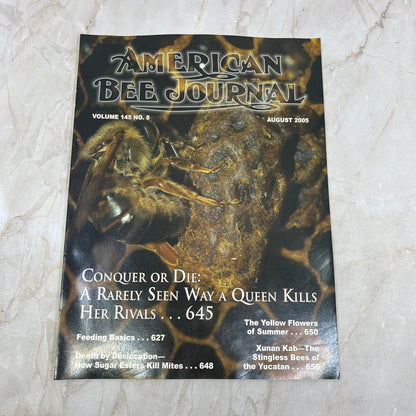 AMERICAN
BEE JOURNAL
VOLUME 145 NO. 8
AUGUST 2005
CONQUER OR DIE:
A RARELY SEEN WAY A QUEEN KILLS
HER RIVALS . . . 645
Feeding Basics . . . 627
Death by Desiccation—
How Sugar Esters Kill Mites . . . 648
The Yellow Flowers
of Summer . . . 650
Xunan Kab—The
Stingless Bees of
the Yucatan . . . 656